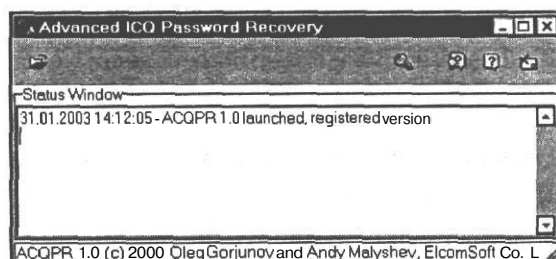 Advanced ICQ Password Recovery
Status Window
31.01.2003 14:12:05 - ACQPR 1.0 launched, registered version
ACQPR 1.0 (c) 2000 Oleg Gorjunov and Andy Malyshev, ElcomSoft Co. L